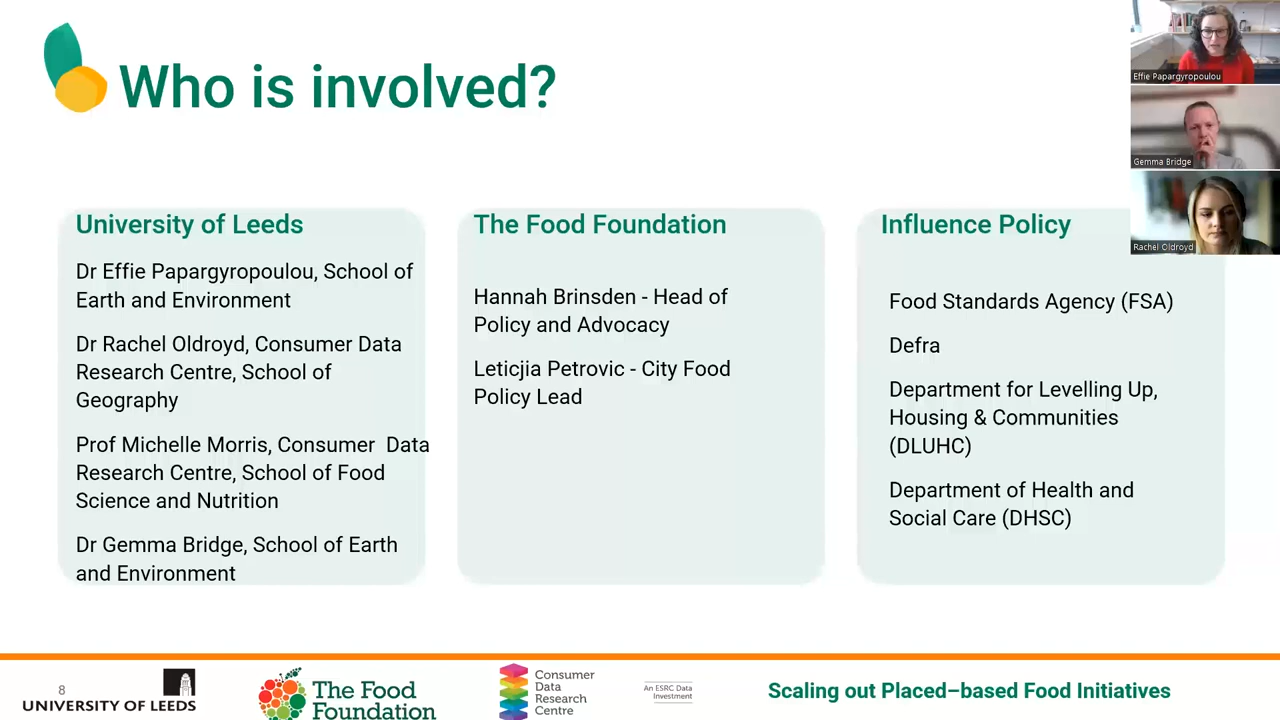 Who is involved?
University of Leeds
Dr Effie Papargyropoulou, School of
Earth and Environment
Dr Rachel Oldroyd, Consumer Data
Research Centre, School of
Geography
Prof Michelle Morris, Consumer Data
Research Centre, School of Food
Science and Nutrition
Dr Gemma Bridge, School of Earth
and Environment
The Food Foundation
Hannah Brinsden - Head of
Policy and Advocacy
Leticjia Petrovic - City Food
Policy Lead
Influence Policy
Food Standards Agency (FSA)
Defra
Department for Levelling Up,
Housing & Communities
(DLUHC)
Department of Health and
Social Care (DHSC)
Effie Papargyropoulou
Gemma Bridge
Rachel Oldroyd
8
UNIVERSITY OF LEEDS
The Food
Foundation
Consumer
Data
Research
Centre
An ESRC Data
Investment
Scaling out Placed–based Food Initiatives